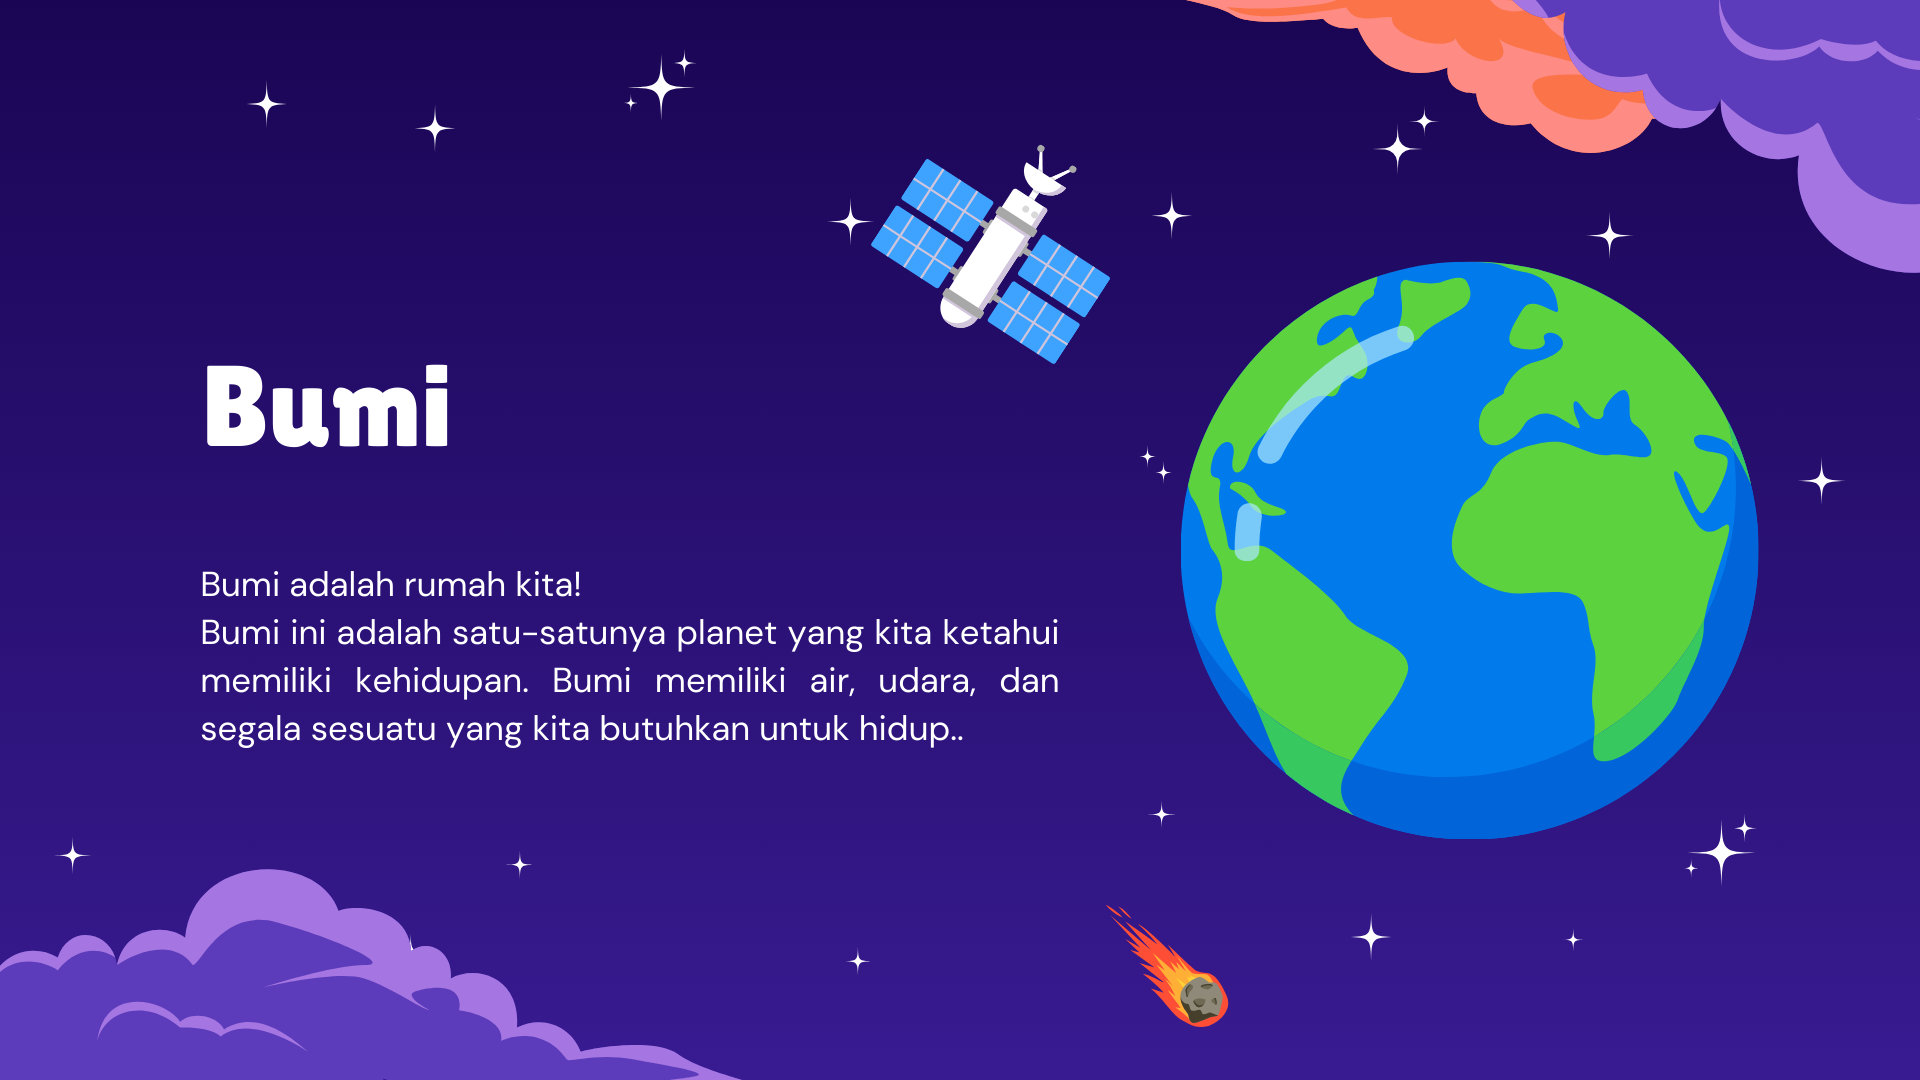 Bumi
Bumi adalah rumah kita!
Bumi ini adalah satu-satunya planet yang kita ketahui
memiliki kehidupan. Bumi memiliki air, udara, dan
segala sesuatu yang kita butuhkan untuk hidup..